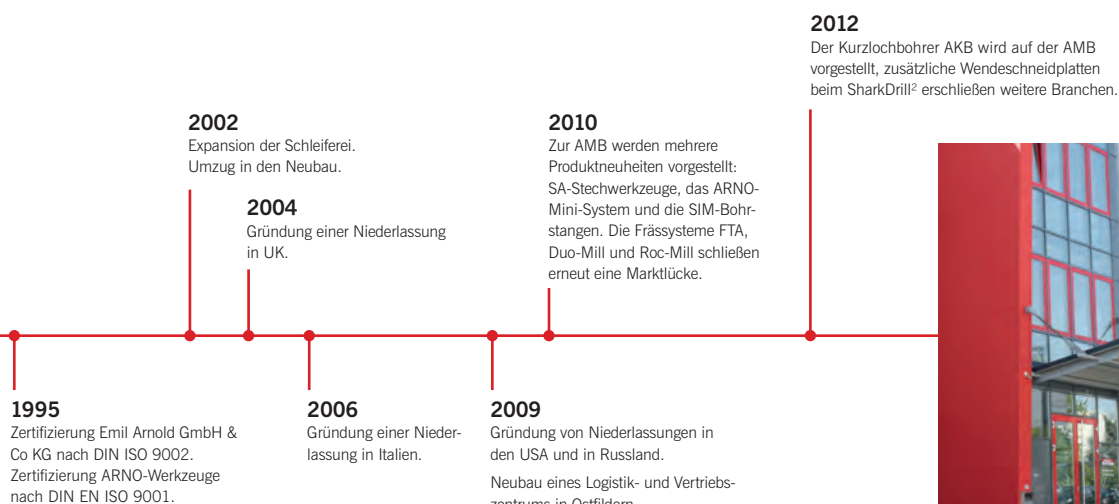 2012
Der Kurzlochbohrer AKB wird auf der AMB
vorgestellt, zusätzliche Wendeschneidplatten
beim SharkDrill² erschließen weitere Branchen.
2002
Expansion der Schleiferei.
Umzug in den Neubau.
2010
Zur AMB werden mehrere
Produktneuheiten vorgestellt:
SA-Stechwerkzeuge, das ARNO-
Mini-System und die SIM-Bohr-
stangen. Die Frässysteme FTA,
Duo-Mill und Roc-Mill schließen
erneut eine Marktlücke.
2004
Gründung einer Niederlassung
in UK.
1995
Zertifizierung Emil Arnold GmbH &
Co KG nach DIN ISO 9002.
Zertifizierung ARNO-Werkzeuge
nach DIN EN ISO 9001.
2006
Gründung einer Nieder-
lassung in Italien.
2009
Gründung von Niederlassungen in
den USA und in Russland.
Neubau eines Logistik- und Vertriebs-
zentrums in Ostfildern